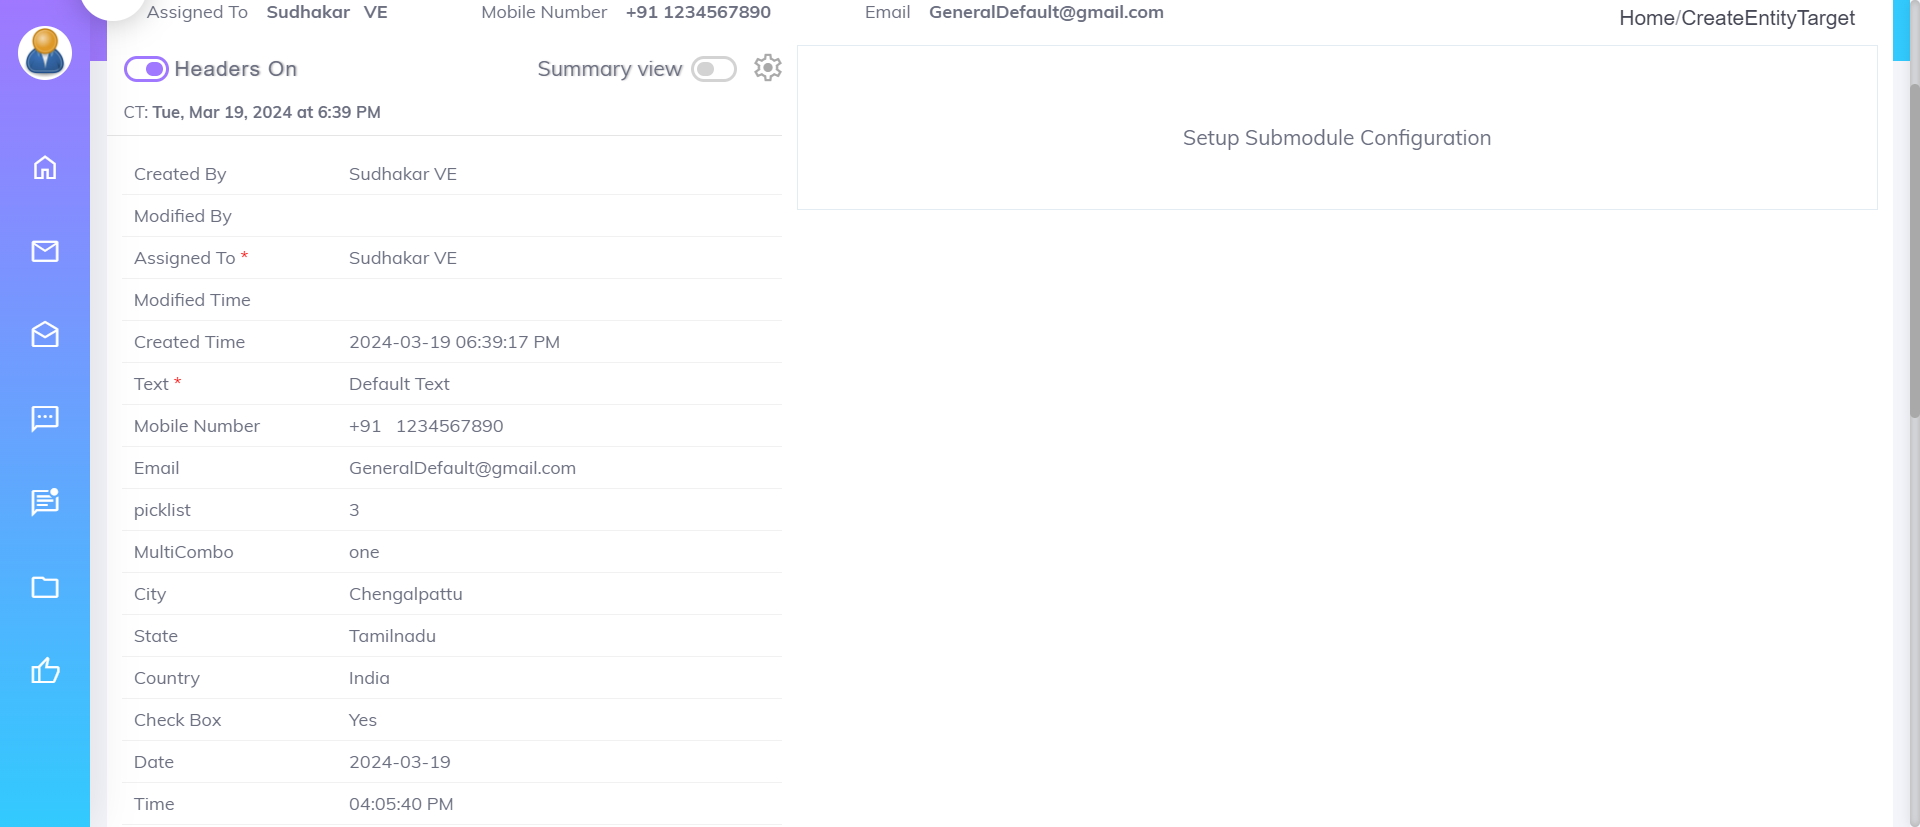 Assigned To Sudhakar VE Mobile Number +91 1234567890 Email GeneralDefault@gmail.com Home/CreateEntityTarget
Headers On Summary view
CT: Tue, Mar 19, 2024 at 6:39 PM
Setup Submodule Configuration
Created By Sudhakar VE
Modified By
Assigned To * Sudhakar VE
Modified Time
Created Time 2024-03-19 06:39:17 PM
Text * Default Text
Mobile Number +91 1234567890
Email GeneralDefault@gmail.com
picklist 3
MultiCombo one
City Chengalpattu
State Tamilnadu
Country India
Check Box Yes
Date 2024-03-19
Time 04:05:40 PM